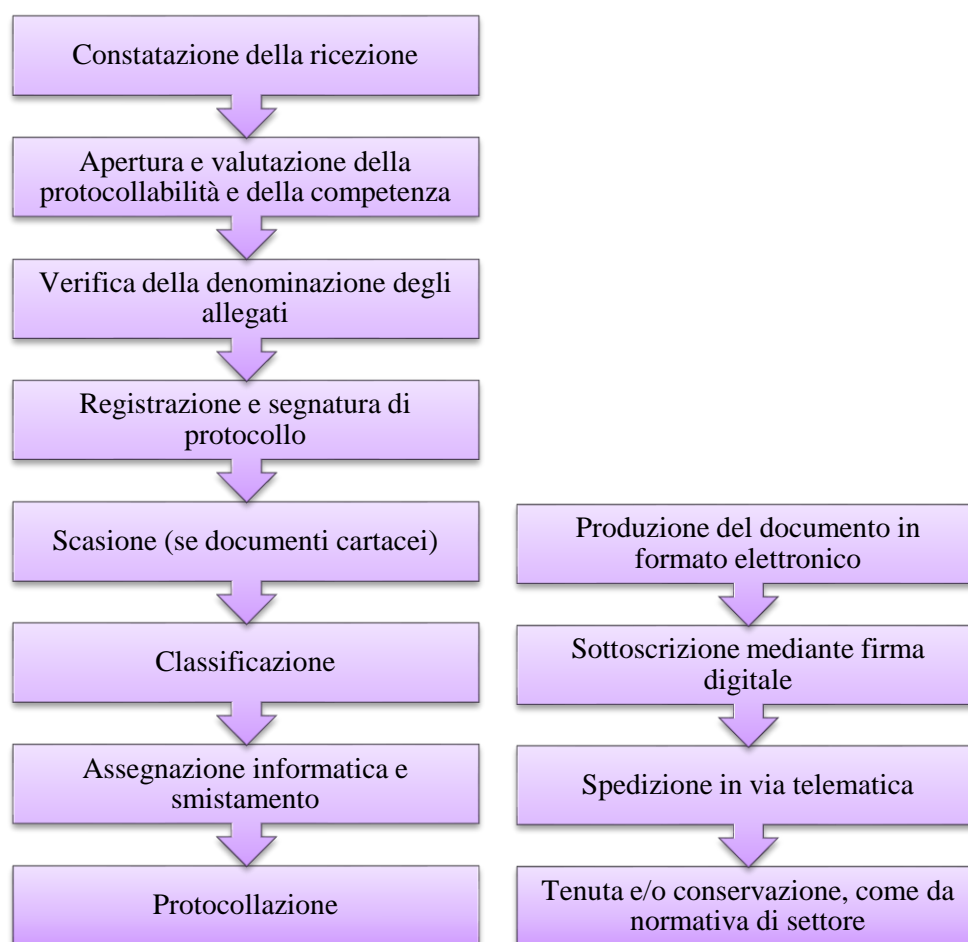 Constatazione della ricezione
Apertura e valutazione della
protocollabilità e della competenza
Verifica della denominazione degli
allegati
Registrazione e segnatura di
protocollo
Scasione (se documenti cartacei)
Classificazione
Assegnazione informatica e
smistamento
Protocollazione
Produzione del documento in
formato elettronico
Sottoscrizione mediante firma
digitale
Spedizione in via telematica
Tenuta e/o conservazione, come da
normativa di settore